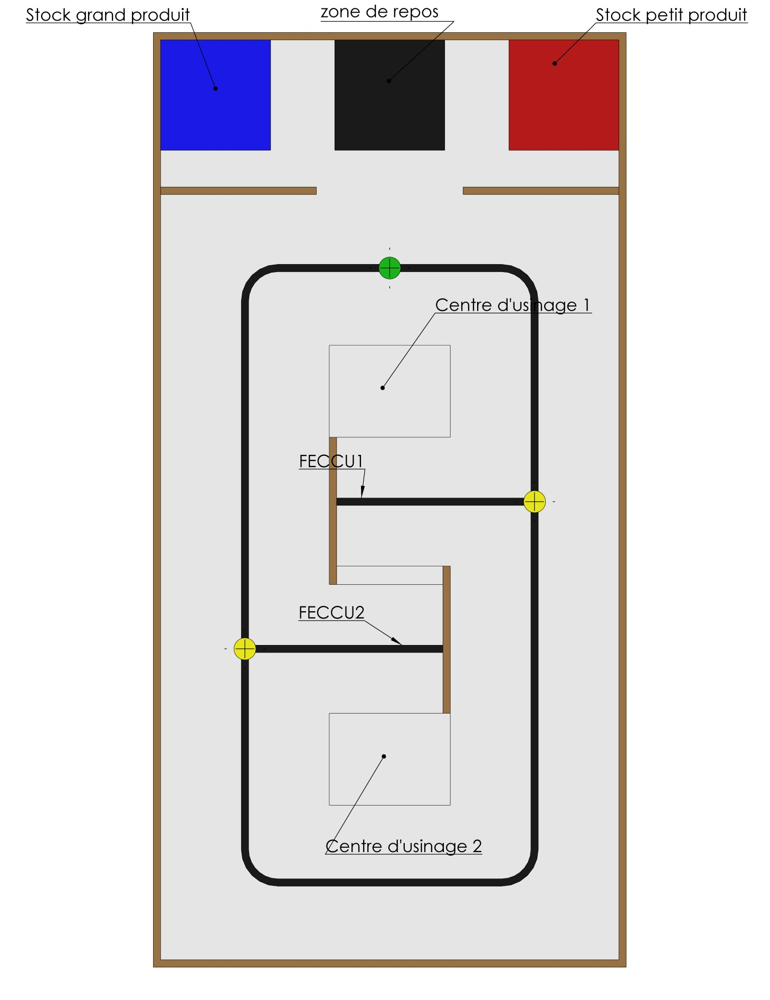 Stock grand produit
zone de repos
Stock petit produit
Centre d'usinage 1
FECCU1
FECCU2
Centre d'usinage 2